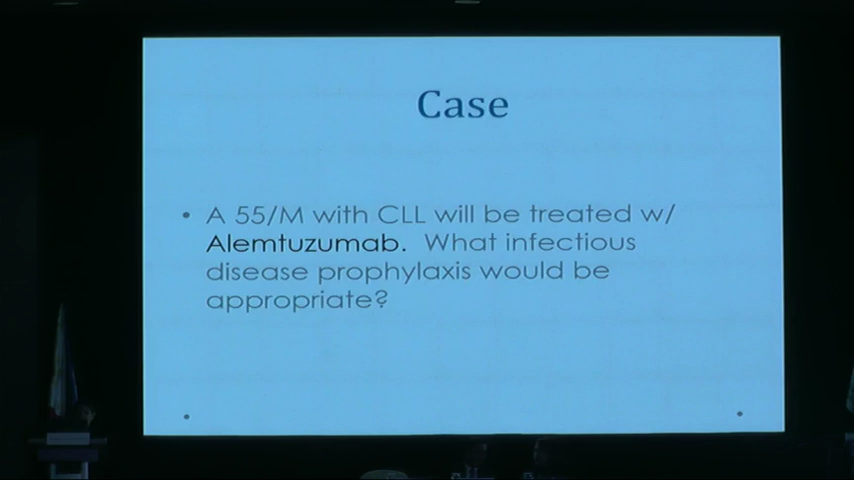 Case
• A 55/M with CLL will be treated w/
Alemtuzumab. What infectious
disease prophylaxis would be
appropriate?